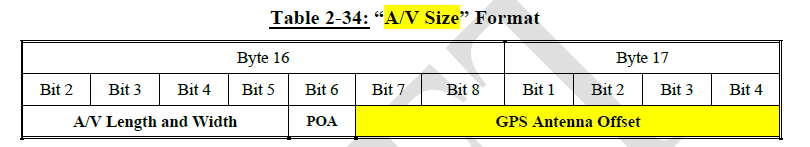 Table 2-34: “A/V Size” Format
Byte 16 Byte 17
Bit 2 Bit 3 Bit 4 Bit 5 Bit 6 Bit 7 Bit 8 Bit 1 Bit 2 Bit 3 Bit 4
A/V Length and Width POA GPS Antenna Offset